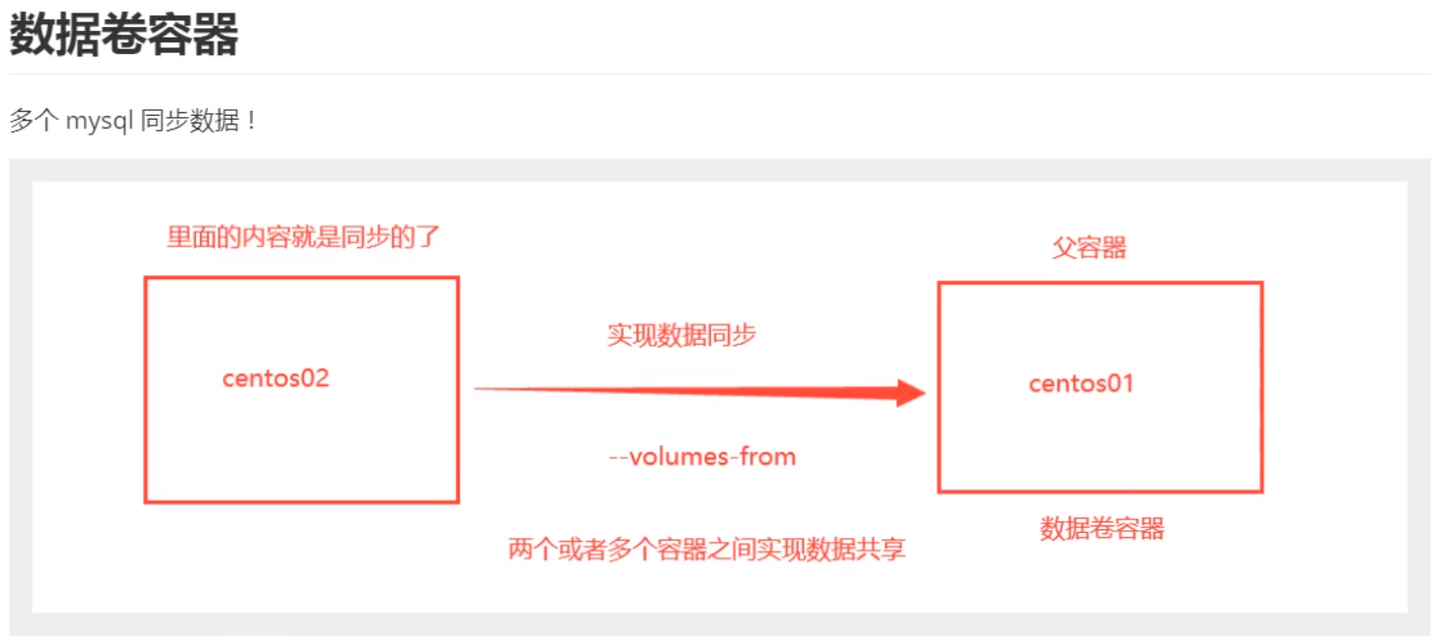 数据卷容器
多个 mysql 同步数据！
里面的内容就是同步的了
父容器
实现数据同步
centos02
centos01
--volumes-from
数据卷容器
两个或者多个容器之间实现数据共享